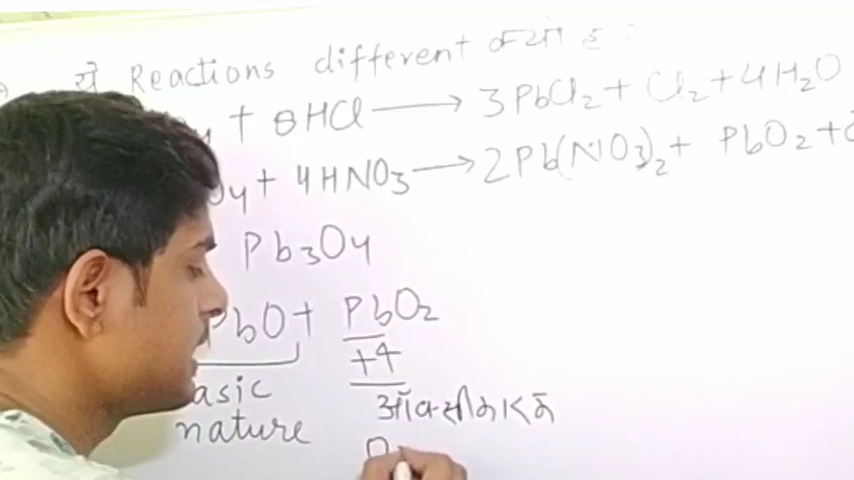 ये Reactions different क्यों है
+ 8HCl → 3PbCl₂ + Cl₂ + 4H₂O
O₄ + 4HNO₃ → 2Pb(NO₃)₂ + PbO₂ +
Pb₃O₄
PbO + PbO₂
+4
asic
nature
ऑक्सीकारक